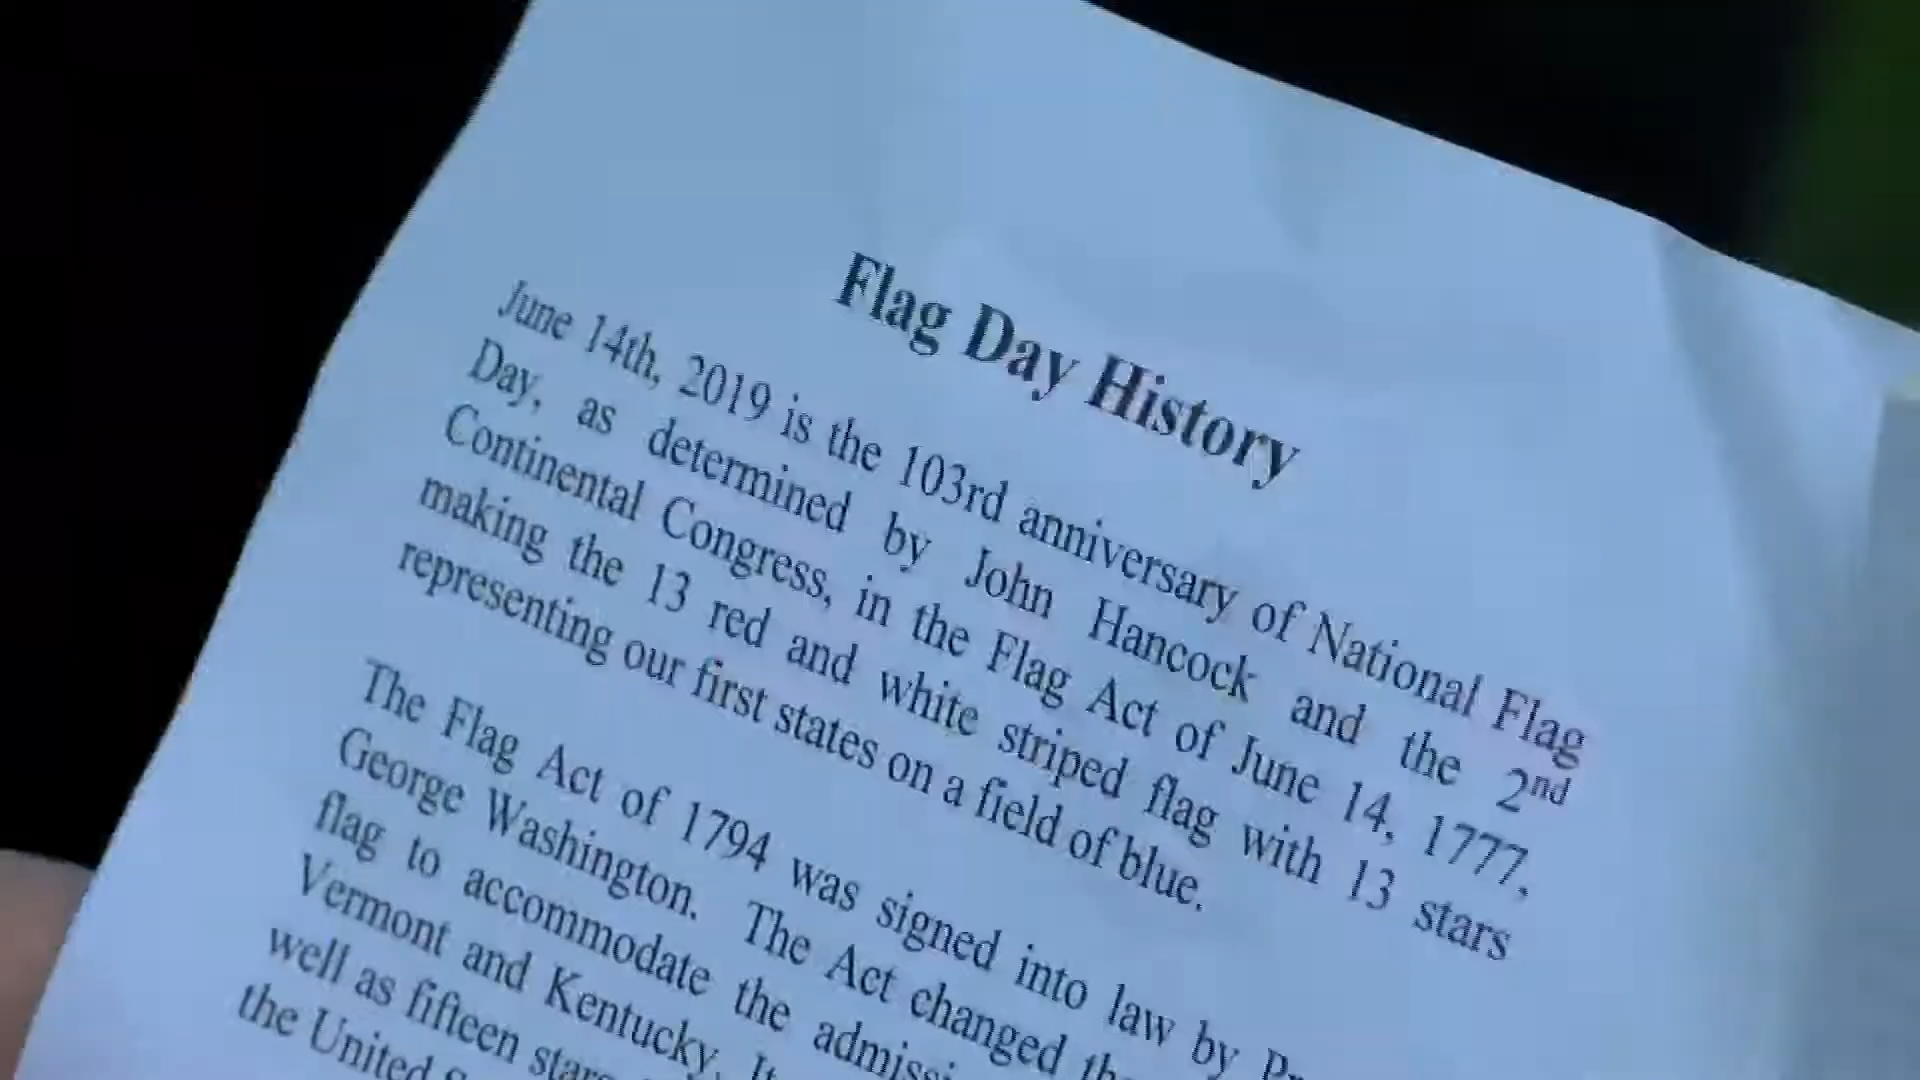 Flag Day History
June 14th, 2019 is the 103rd anniversary of National Flag
Day, as determined by John Hancock and the 2nd
Continental Congress, in the Flag Act of June 14, 1777,
making the 13 red and white striped flag with 13 stars
representing our first states on a field of blue.
The Flag Act of 1794 was signed into law by
George Washington. The Act changed
flag to accommodate the
Vermont and Kentucky.
well as fifteen stars
the United